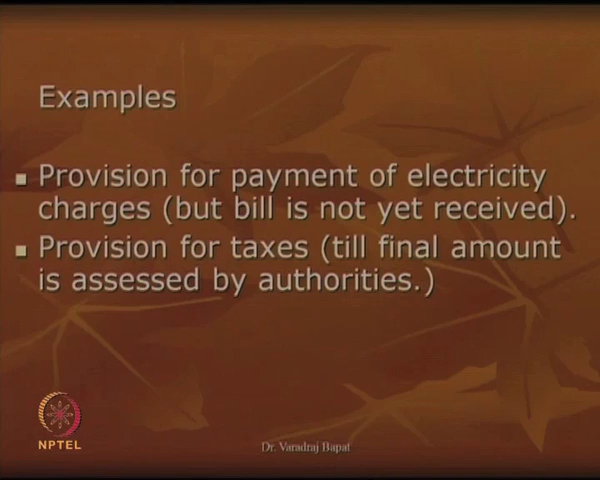 Examples
Provision for payment of electricity
charges (but bill is not yet received).
Provision for taxes (till final amount
is assessed by authorities.)
NPTEL
Dr. Varadraj Bapat